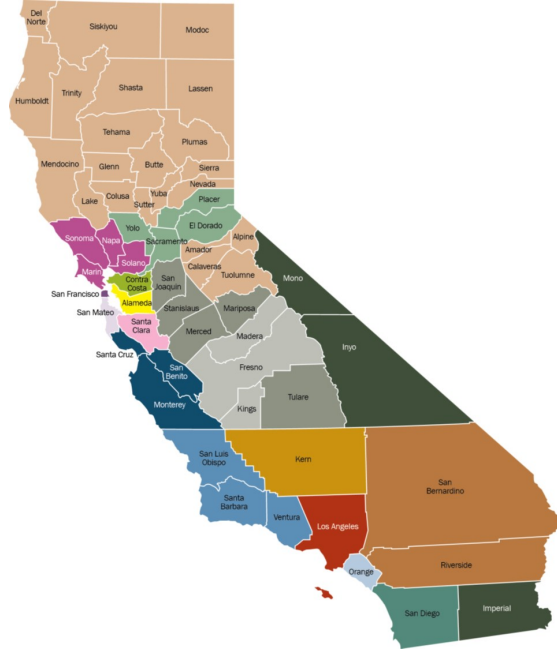 Del
Norte
Siskiyou
Modoc
Humboldt
Trinity
Shasta
Lassen
Tehama
Plumas
Mendocino
Glenn
Butte
Sierra
Nevada
Lake
Colusa
Yuba
Sutter
Placer
Yolo
El Dorado
Sonoma
Napa
Sacramento
Alpine
Amador
Solano
Calaveras
Tuolumne
Marin
Contra
Costa
San
Joaquin
Mono
San Francisco
Alameda
San Mateo
Stanislaus
Mariposa
Santa
Clara
Merced
Madera
Santa Cruz
Inyo
San
Benito
Fresno
Monterey
Kings
Tulare
San Luis
Obispo
Kern
San
Bernardino
Santa
Barbara
Ventura
Los Angeles
Orange
Riverside
San Diego
Imperial